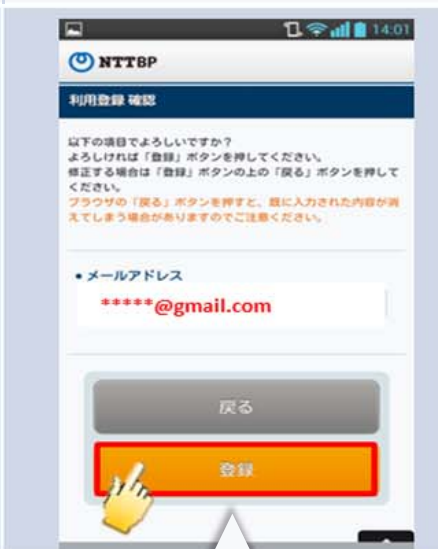 14:01
NTTBP
利用登録 確認
以下の項目でよろしいですか？
よろしければ「登録」ボタンを押してください。
修正する場合は「登録」ボタンの上の「戻る」ボタンを押して
ください。
ブラウザの「戻る」ボタンを押すと、既に入力された内容が消
えてしまう場合がありますのでご注意ください。
• メールアドレス
*****@gmail.com
戻る
登録